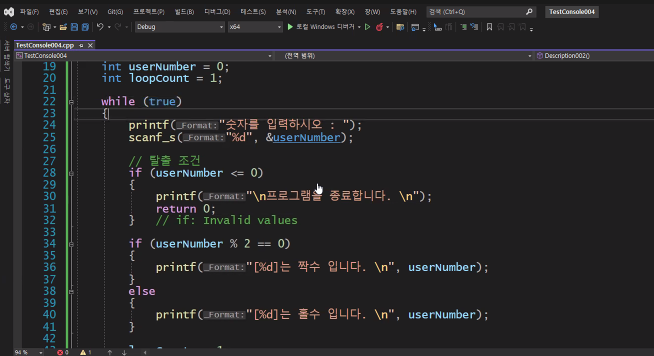 파일(F) 편집(E) 보기(V) Git(G) 프로젝트(P) 빌드(B) 디버그(D) 테스트(S) 분석(N) 도구(T) 확장(X) 창(W) 도움말(H) 검색 (Ctrl+Q) TestConsole004
Debug x64 로컬 Windows 디버거
TestConsole004.cpp
TestConsole004 (전역 범위) Description002()
19 int userNumber = 0;
20 int loopCount = 1;
21
22 while (true)
23 {
24 printf(_Format:"숫자를 입력하시오 : ");
25 scanf_s(_Format:"%d", &userNumber);
26
27 // 탈출 조건
28 if (userNumber <= 0)
29 {
30 printf(_Format:"\n프로그램을 종료합니다. \n");
31 return 0;
32 } // if: Invalid values
33
34 if (userNumber % 2 == 0)
35 {
36 printf(_Format:"[%d]는 짝수 입니다. \n", userNumber);
37 }
38 else
39 {
40 printf(_Format:"[%d]는 홀수 입니다. \n", userNumber);
41 }
42
94 % 0 1